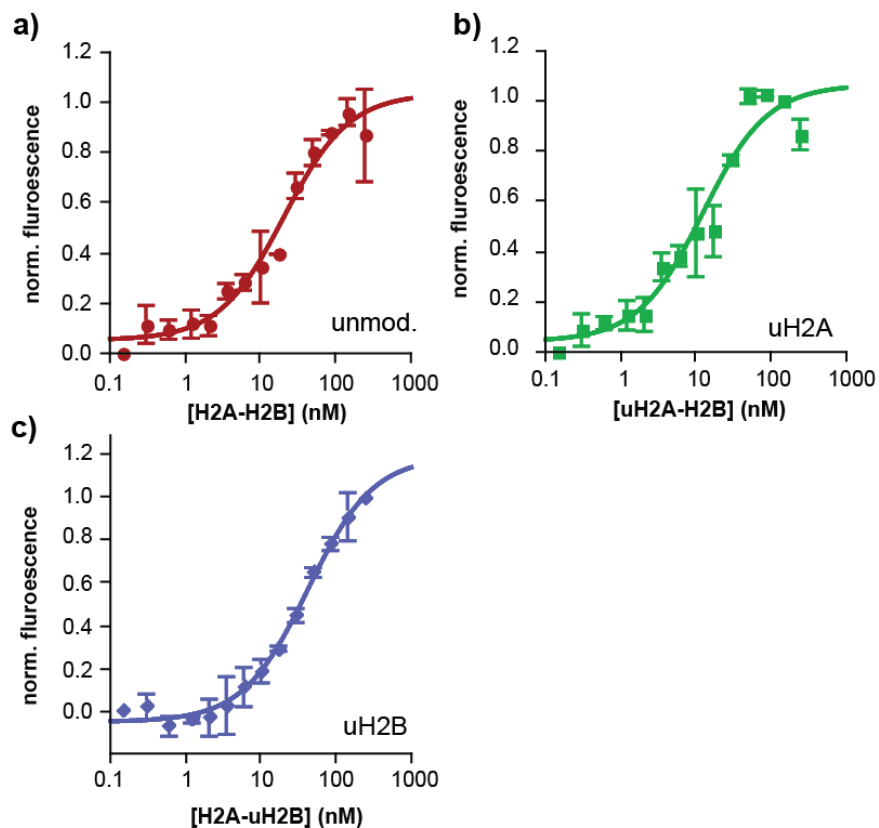 a)
1.2
1.0
0.8
0.6
0.4
0.2
0.0
norm. fluroescence
unmod.
0.1 1 10 100 1000
[H2A-H2B] (nM)
b)
1.2
1.0
0.8
0.6
0.4
0.2
0.0
norm. fluroescence
uH2A
0.1 1 10 100 1000
[uH2A-H2B] (nM)
c)
1.2
1.0
0.8
0.6
0.4
0.2
0.0
norm. fluroescence
uH2B
0.1 1 10 100 1000
[H2A-uH2B] (nM)